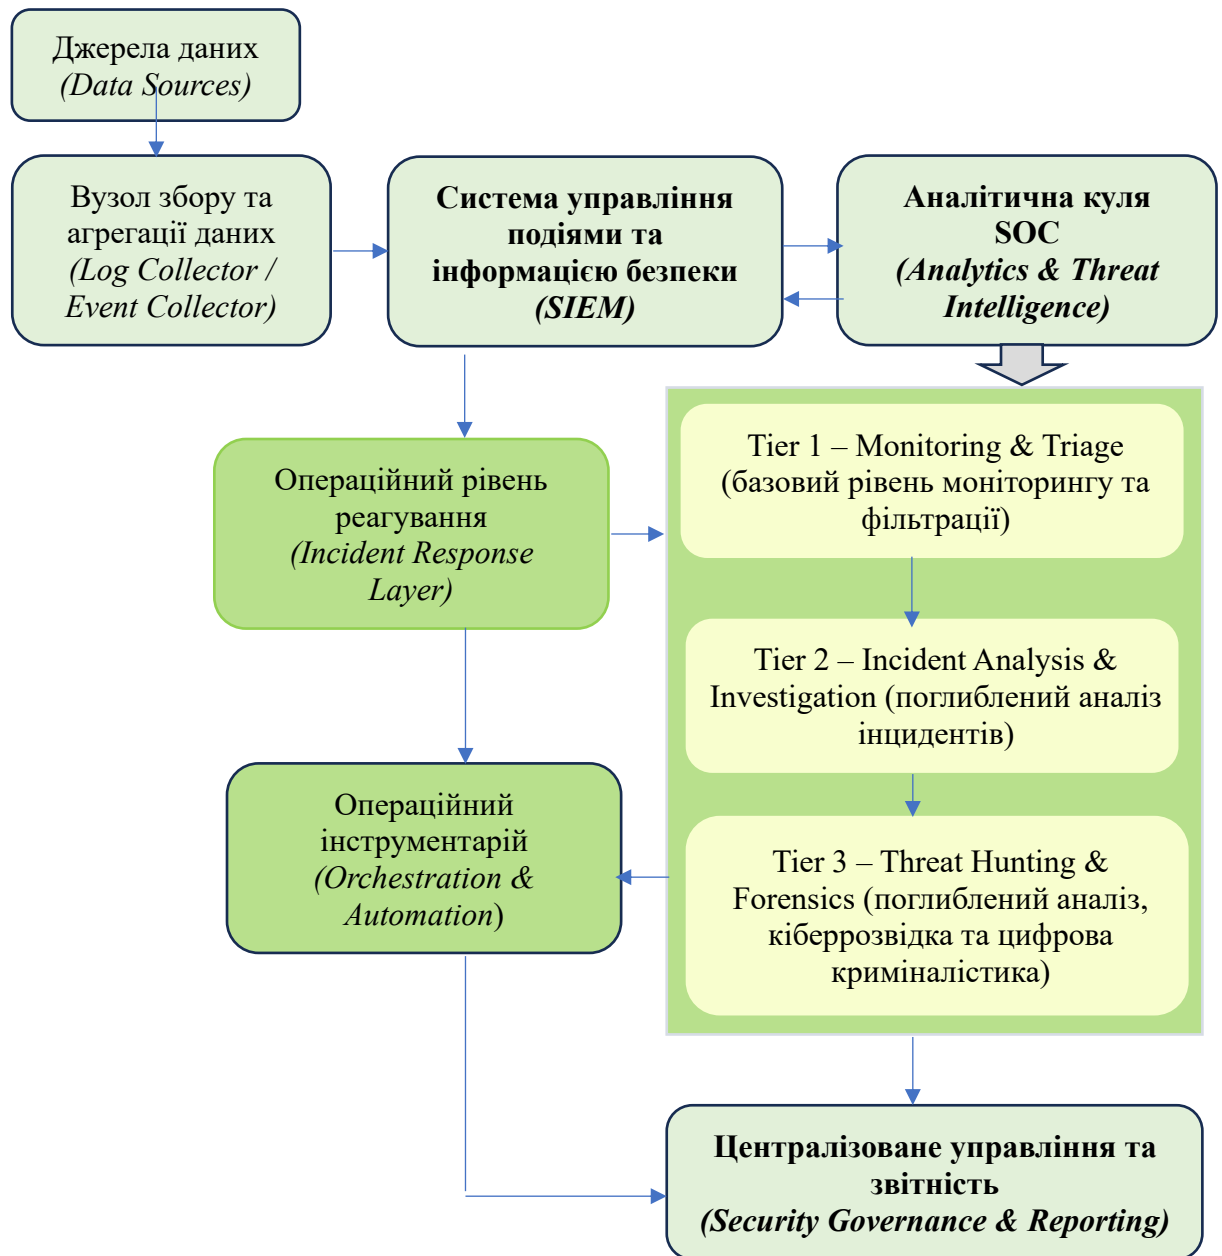 Джерела даних
(Data Sources)
Вузол збору та
агрегації даних
(Log Collector /
Event Collector)
Система управління
подіями та
інформацією безпеки
(SIEM)
Аналітична куля
SOC
(Analytics & Threat
Intelligence)
Операційний рівень
реагування
(Incident Response
Layer)
Tier 1 – Monitoring & Triage
(базовий рівень моніторингу та
фільтрації)
Tier 2 – Incident Analysis &
Investigation (поглиблений аналіз
інцидентів)
Операційний
інструментарій
(Orchestration &
Automation)
Tier 3 – Threat Hunting &
Forensics (поглиблений аналіз,
кіберрозвідка та цифрова
криміналістика)
Централізоване управління та
звітність
(Security Governance & Reporting)